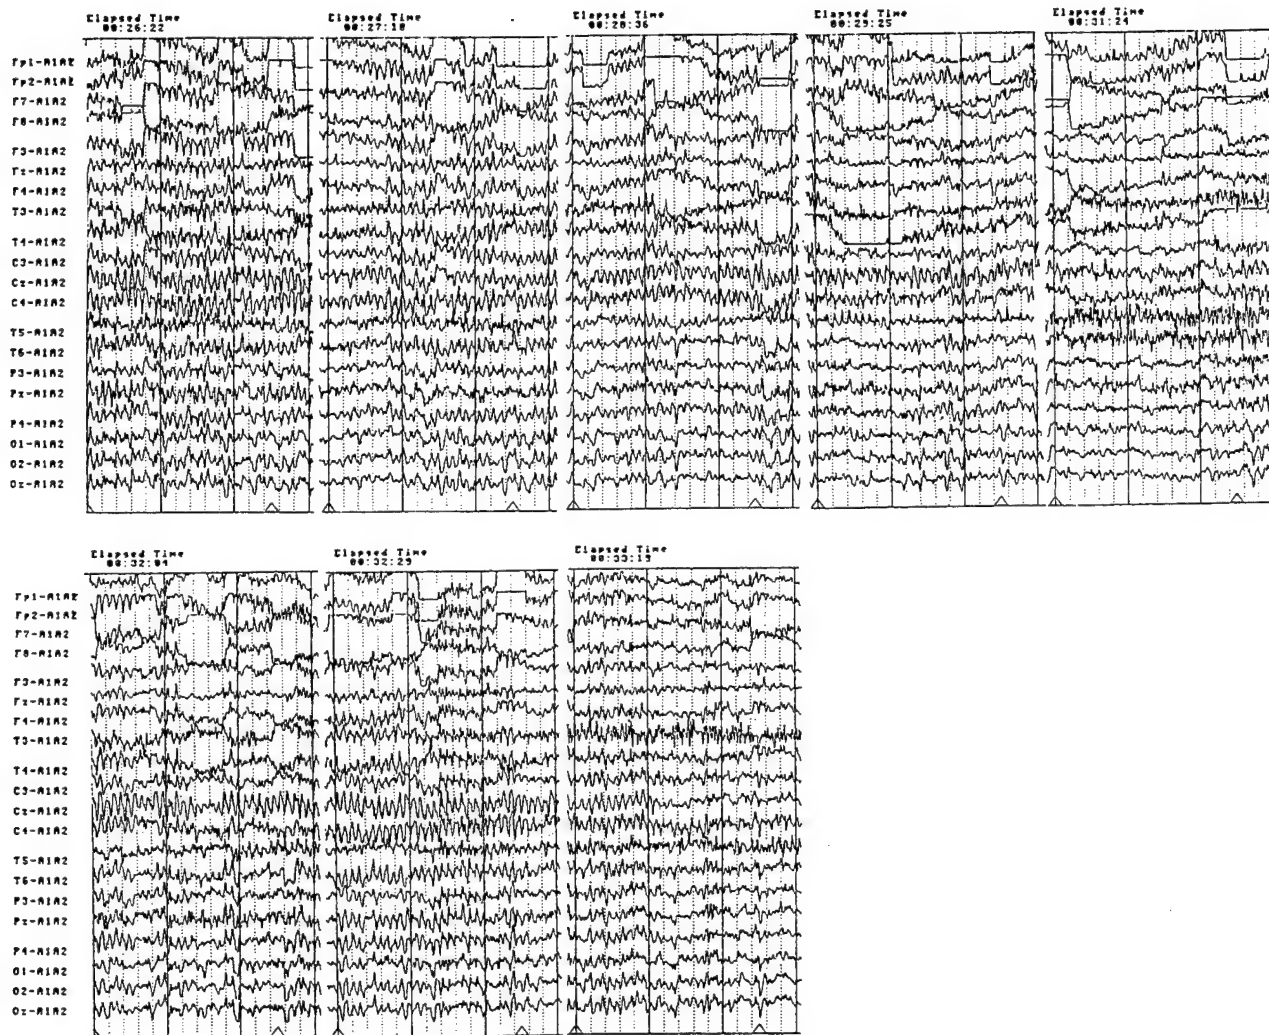 Elapsed Time
00:26:22
Elapsed Time
00:27:18
Elapsed Time
00:28:36
Elapsed Time
00:29:25
Elapsed Time
00:31:24
Fp1-A1A2
Fp2-A1A2
F7-A1A2
F8-A1A2
F3-A1A2
Fz-A1A2
F4-A1A2
T3-A1A2
T4-A1A2
C3-A1A2
Cz-A1A2
C4-A1A2
T5-A1A2
T6-A1A2
P3-A1A2
Pz-A1A2
P4-A1A2
O1-A1A2
O2-A1A2
Oz-A1A2
Elapsed Time
00:32:04
Elapsed Time
00:32:29
Elapsed Time
00:33:19
Fp1-A1A2
Fp2-A1A2
F7-A1A2
F8-A1A2
F3-A1A2
Fz-A1A2
F4-A1A2
T3-A1A2
T4-A1A2
C3-A1A2
Cz-A1A2
C4-A1A2
T5-A1A2
T6-A1A2
P3-A1A2
Pz-A1A2
P4-A1A2
O1-A1A2
O2-A1A2
Oz-A1A2